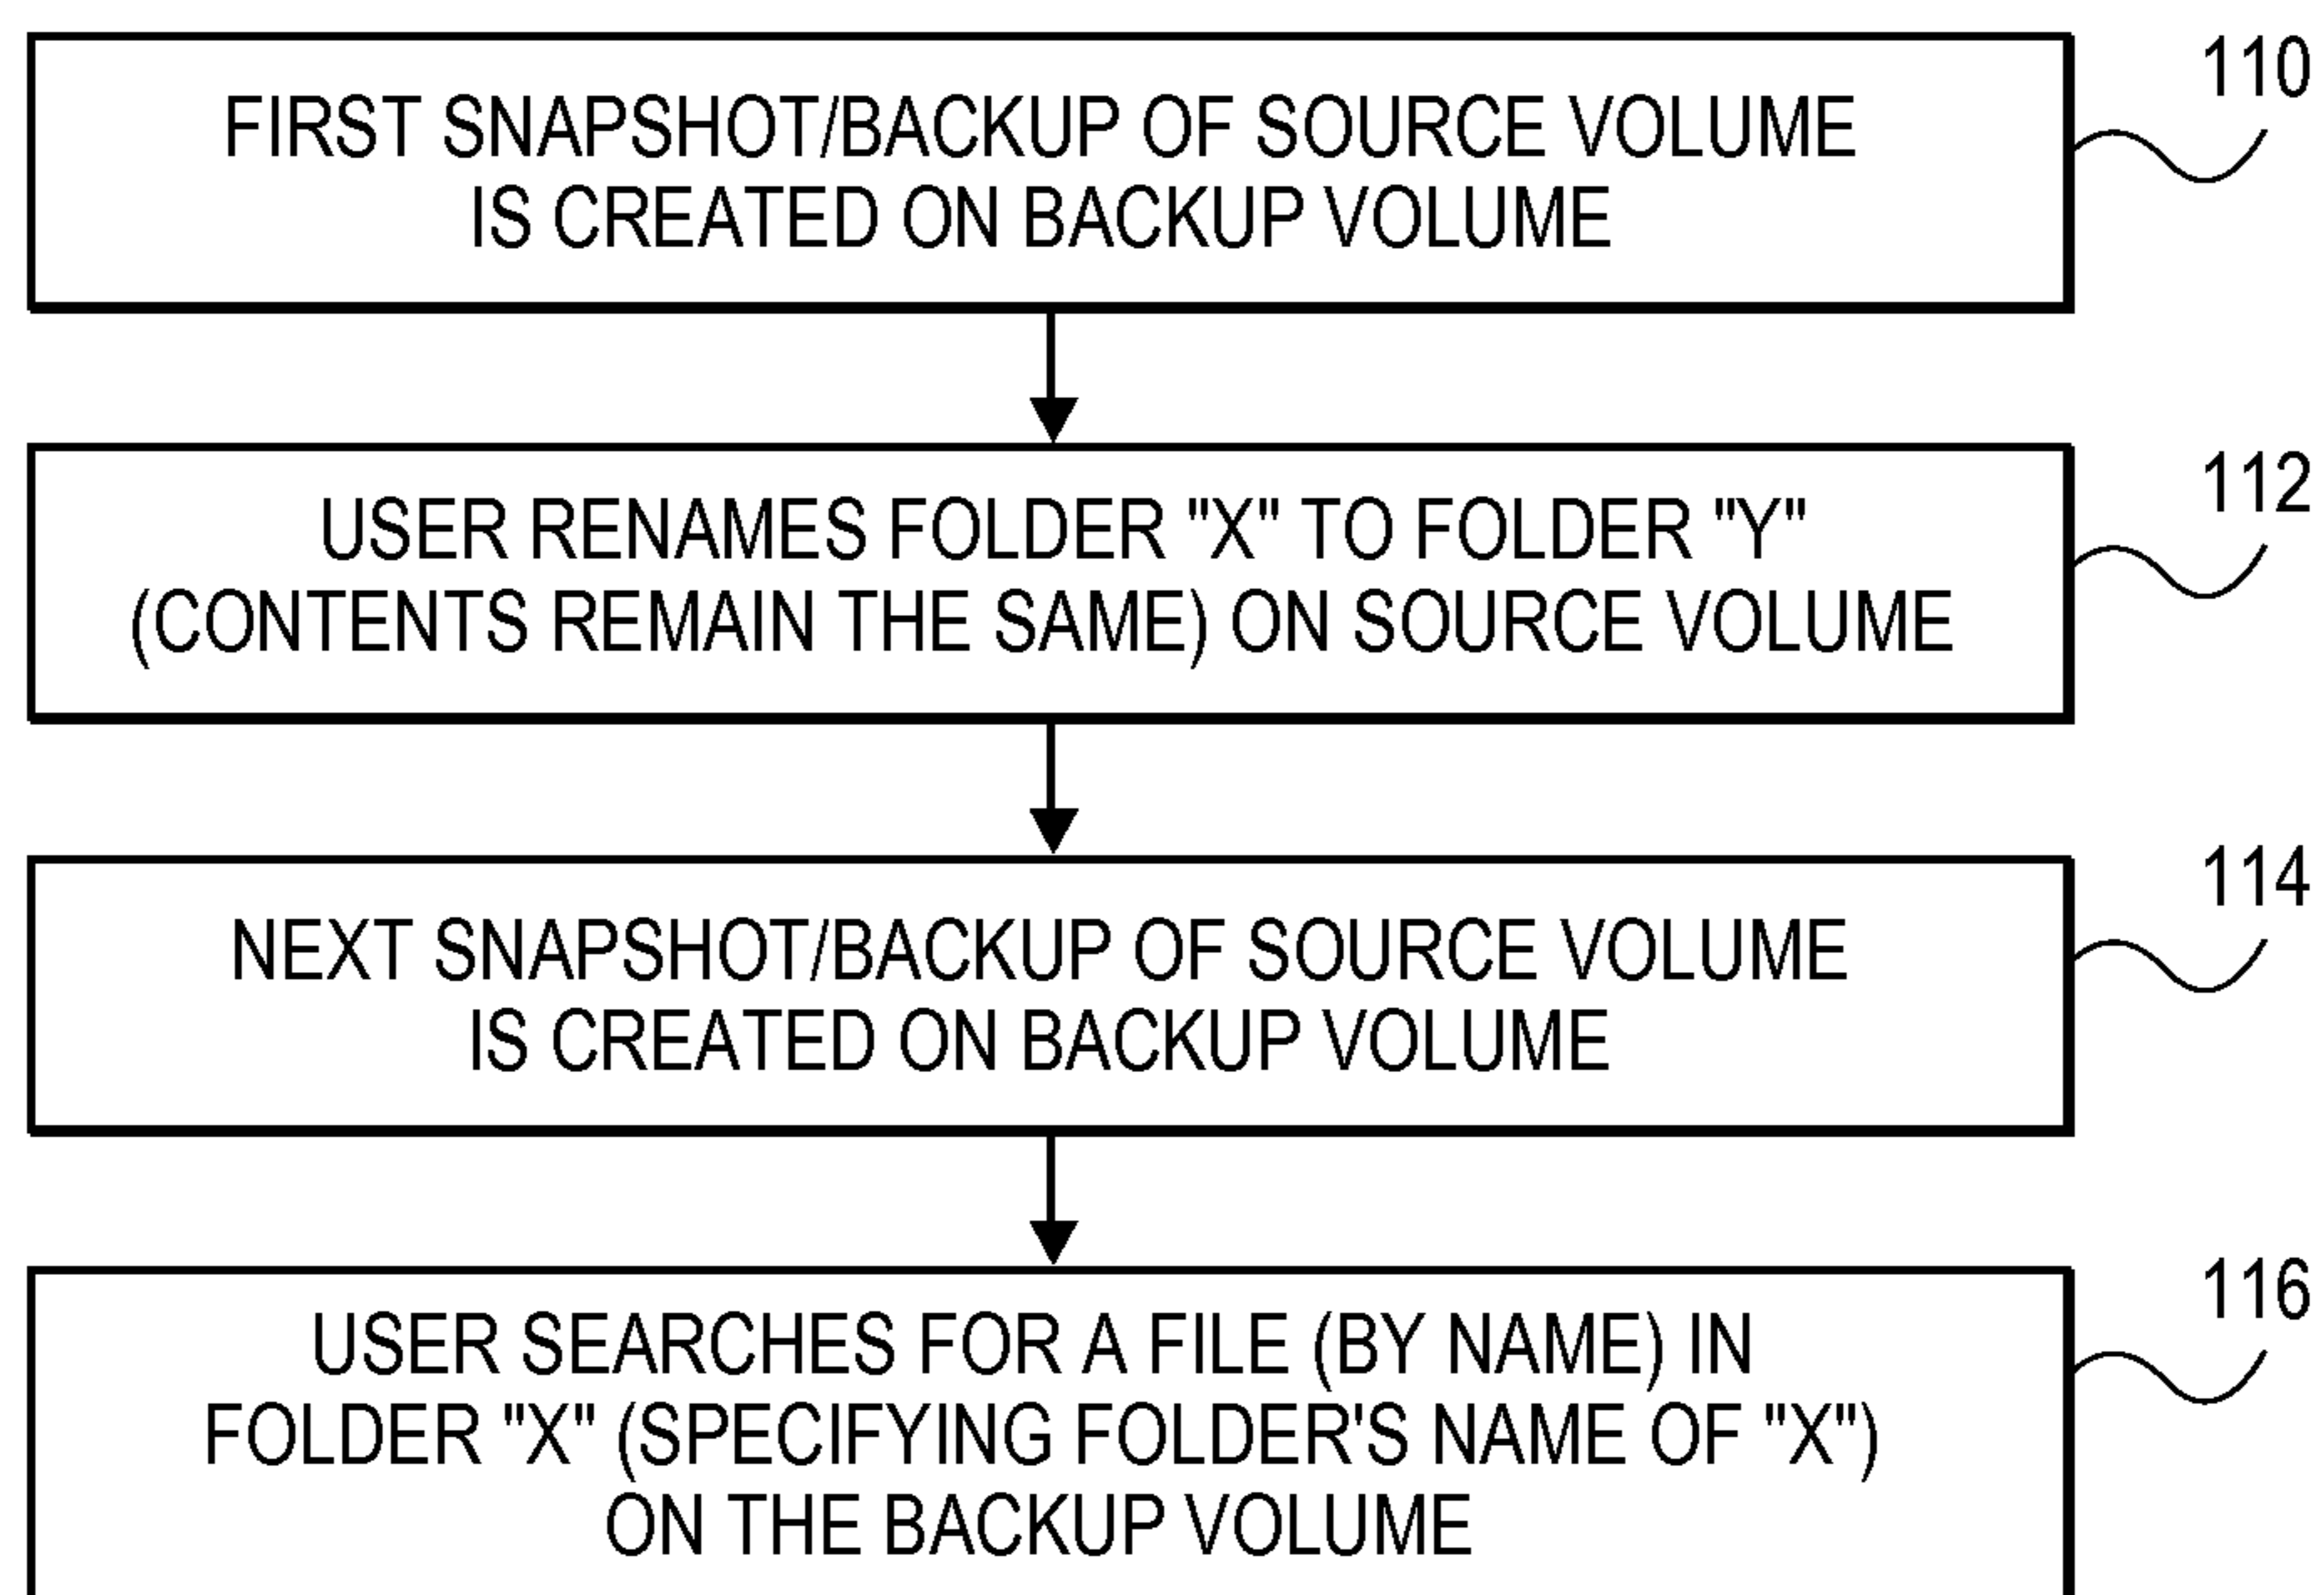 110
FIRST SNAPSHOT/BACKUP OF SOURCE VOLUME
IS CREATED ON BACKUP VOLUME
112
USER RENAMES FOLDER "X" TO FOLDER "Y"
(CONTENTS REMAIN THE SAME) ON SOURCE VOLUME
114
NEXT SNAPSHOT/BACKUP OF SOURCE VOLUME
IS CREATED ON BACKUP VOLUME
116
USER SEARCHES FOR A FILE (BY NAME) IN
FOLDER "X" (SPECIFYING FOLDER'S NAME OF "X")
ON THE BACKUP VOLUME